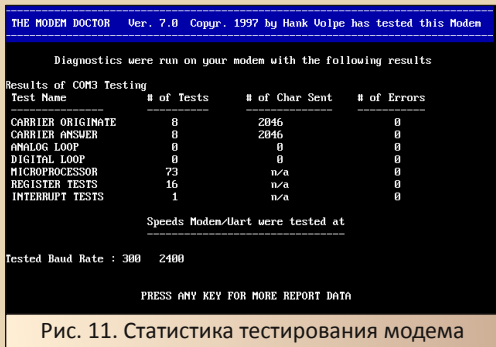 THE MODEM DOCTOR Ver. 7.0 Copyr. 1997 by Hank Volpe has tested this Modem
Diagnostics were run on your modem with the following results
Results of COM3 Testing
Test Name # of Tests # of Char Sent # of Errors
CARRIER ORIGINATE 8 2046 0
CARRIER ANSWER 8 2046 0
ANALOG LOOP 0 0 0
DIGITAL LOOP 0 0 0
MICROPROCESSOR 73 n/a 0
REGISTER TESTS 16 n/a 0
INTERRUPT TESTS 1 n/a 0
Speeds Modem/Uart were tested at
Tested Baud Rate : 300 2400
PRESS ANY KEY FOR MORE REPORT DATA
Рис. 11. Статистика тестирования модема